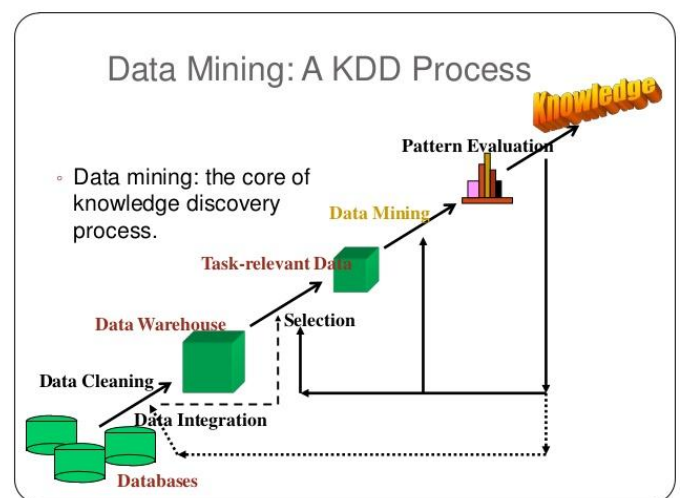 Data Mining: A KDD Process
Knowledge
Pattern Evaluation
◦ Data mining: the core of
knowledge discovery
process.
Data Mining
Task-relevant Data
Data Warehouse
Selection
Data Cleaning
Data Integration
Databases